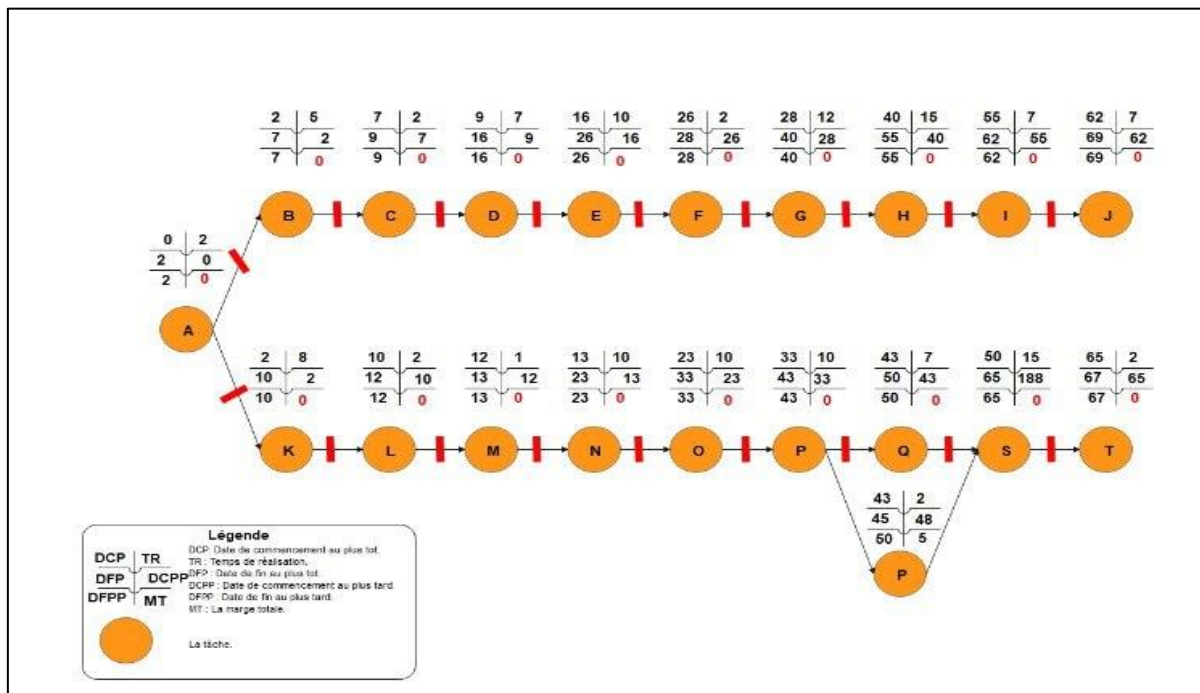 2 5 7 2 9 7 16 10 26 2 28 12 40 15 55 7 62 7
7 2 9 7 16 9 26 16 28 26 40 28 55 40 62 55 69 62
7 0 9 0 16 0 26 0 28 0 40 0 55 0 62 0 69 0
B C D E F G H I J
0 2
2 0
2 0
A
2 8 10 2 12 1 13 10 23 10 33 10 43 7 50 15 65 2
10 2 12 10 13 12 23 13 33 23 43 33 50 43 65 188 67 65
10 0 12 0 13 0 23 0 33 0 43 0 50 0 65 0 67 0
K L M N O P Q S T
43 2
45 48
50 5
P
Légende
DCP TR
DFP DCPP
DFPP MT
DCP: Date de commencement au plus tot.
TR : Temps de réalisation.
DFP : Date de fin au plus tot.
DCPP : Date de commencement au plus tard.
DFPP : Date de fin au plus tard.
MT : La marge totale.
La tâche.